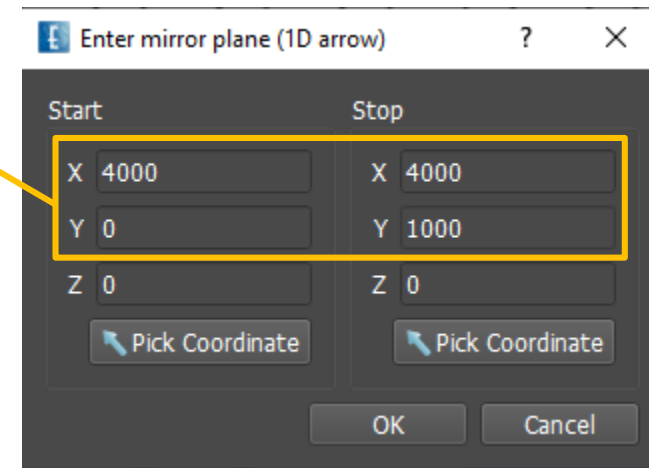 Enter mirror plane (1D arrow) ? ×
Start Stop
X 4000 X 4000
Y 0 Y 1000
Z 0 Z 0
Pick Coordinate Pick Coordinate
OK Cancel